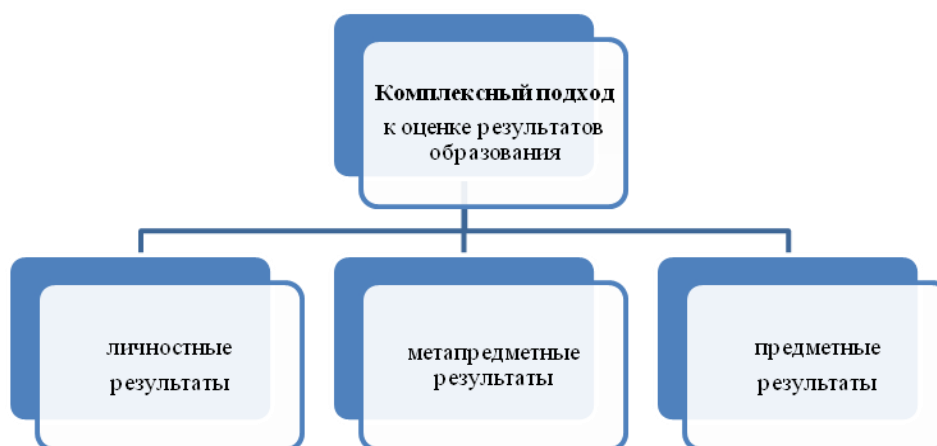 Комплексный подход
к оценке результатов
образования
личностные
результаты
метапредметные
результаты
предметные
результаты